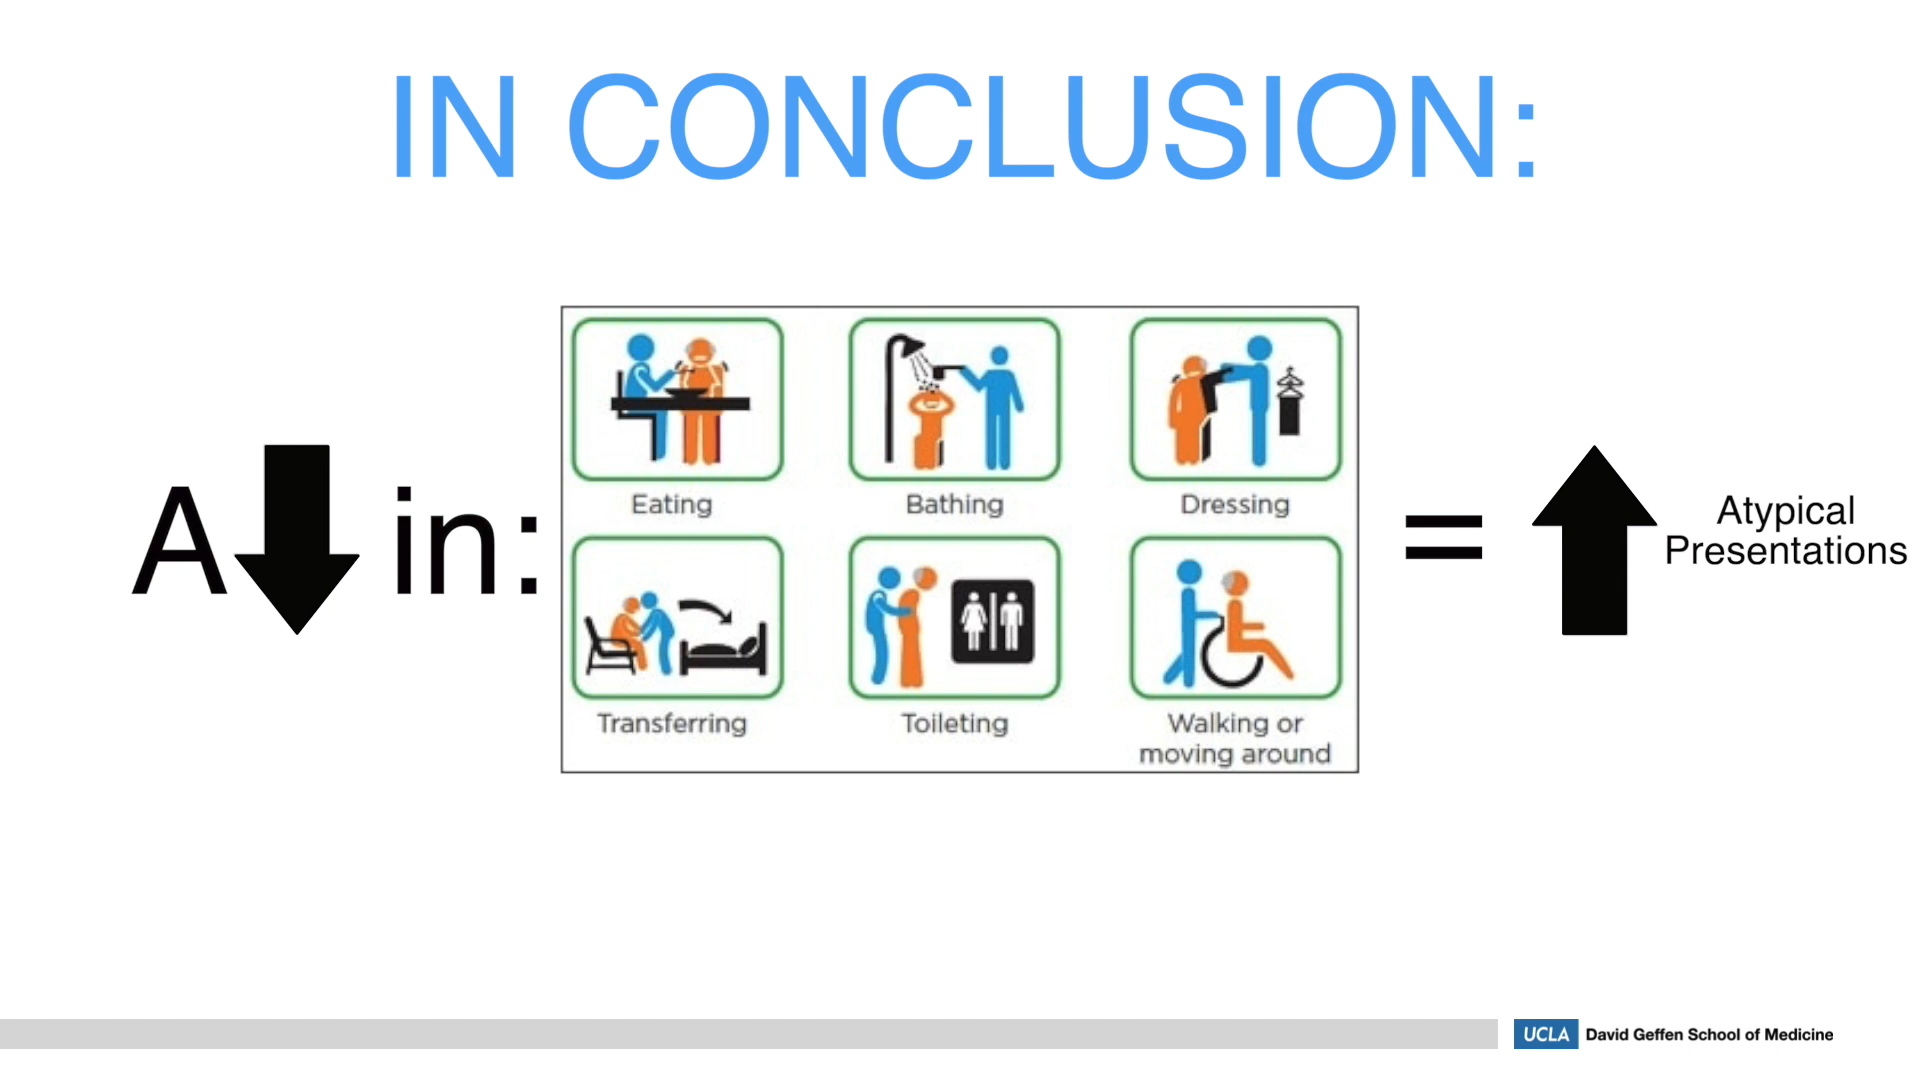 IN CONCLUSION:
A in:
Eating
Bathing
Dressing
Transferring
Toileting
Walking or
moving around
=
Atypical
Presentations
UCLA David Geffen School of Medicine